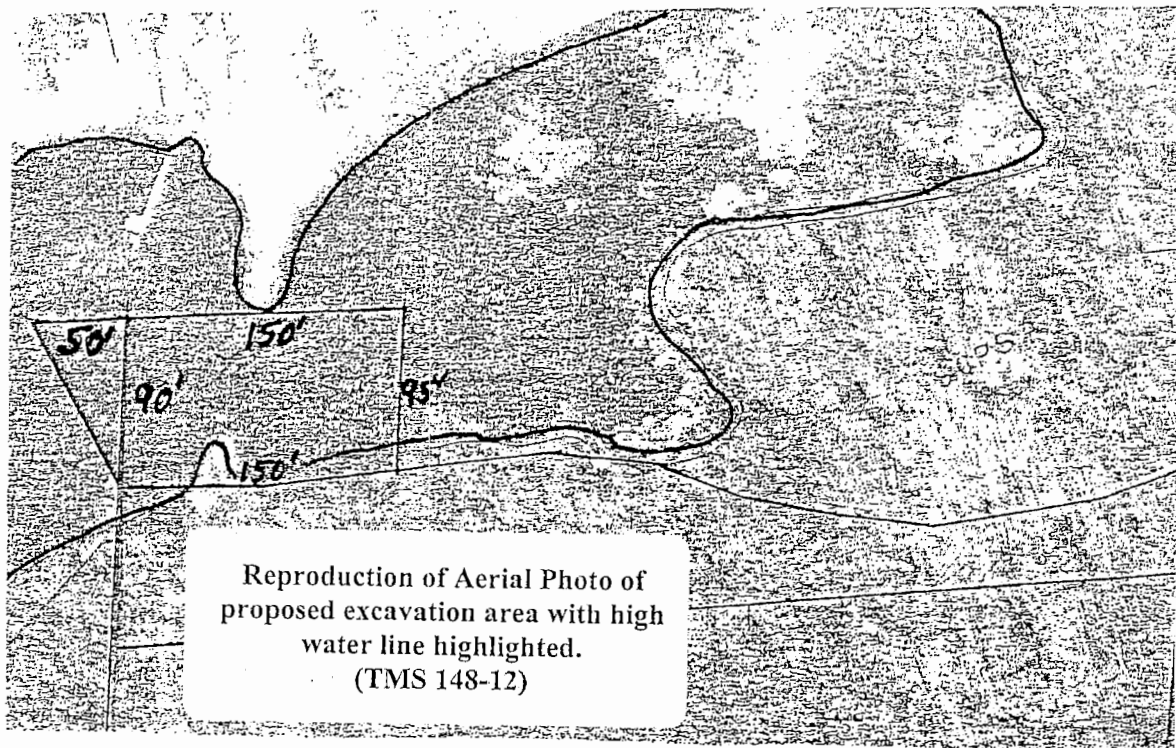 50'
150'
90'
95'
150'
Reproduction of Aerial Photo of
proposed excavation area with high
water line highlighted.
(TMS 148-12)